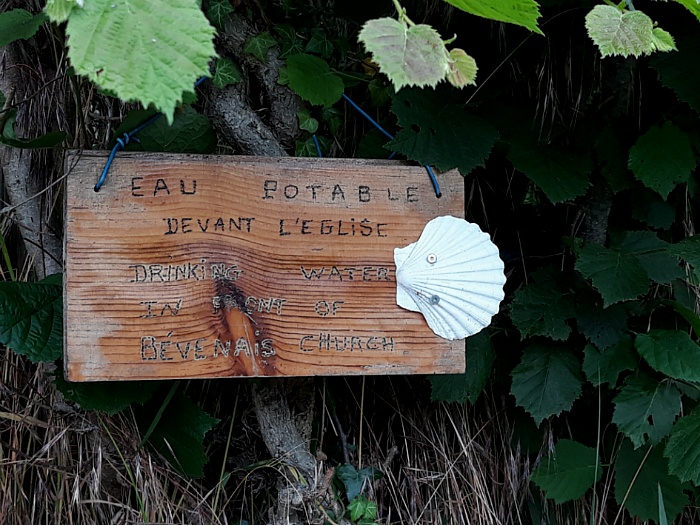 EAU POTABLE
DEVANT L'EGLISE
DRINKING WATER
IN FRONT OF
BÉVENAIS CHURCH